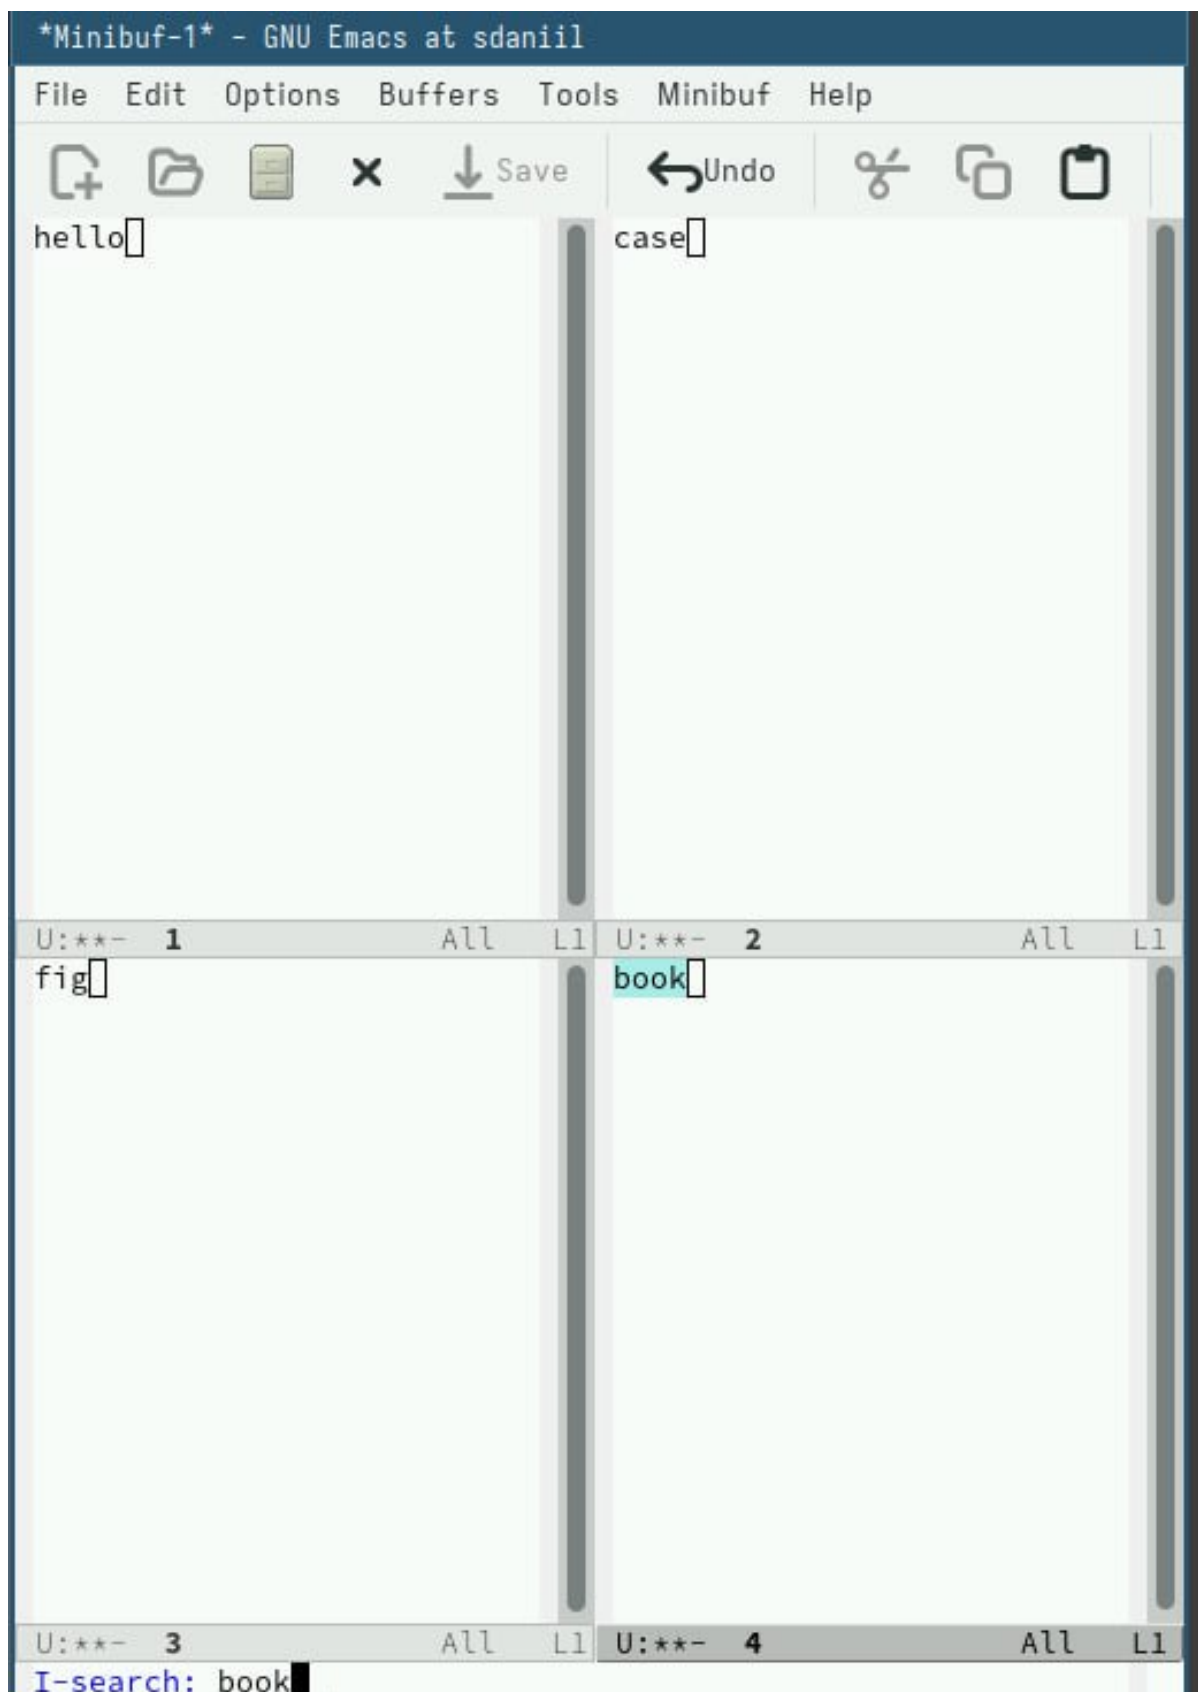 *Minibuf-1* - GNU Emacs at sdaniil
File Edit Options Buffers Tools Minibuf Help
Save Undo
hello
case
U:**- 1 All L1
U:**- 2 All L1
fig
book
U:**- 3 All L1
U:**- 4 All L1
I-search: book